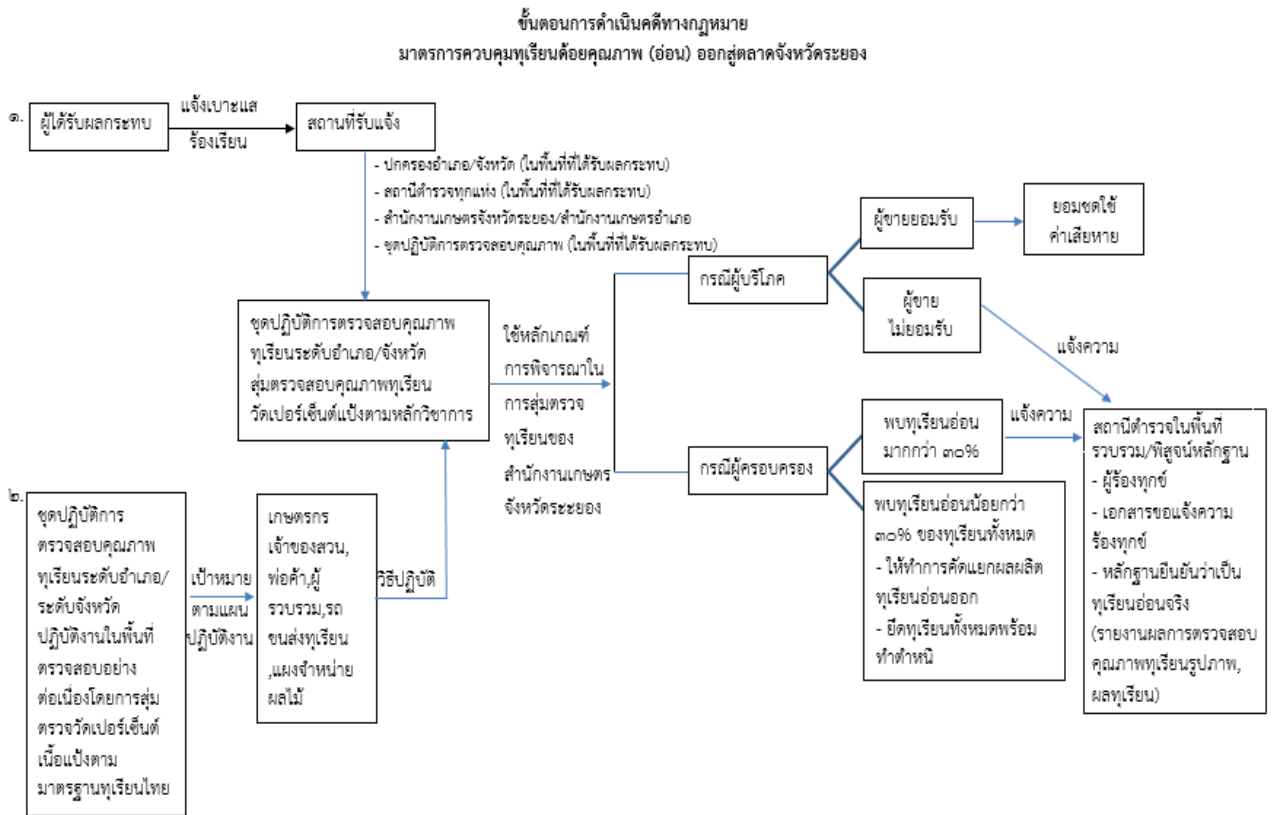 ขั้นตอนการดำเนินคดีทางกฎหมาย
มาตรการควบคุมทุเรียนด้อยคุณภาพ (อ่อน) ออกสู่ตลาดจังหวัดระยอง
๑.
ผู้ได้รับผลกระทบ
แจ้งเบาะแส
ร้องเรียน
สถานที่รับแจ้ง
- ปกครองอำเภอ/จังหวัด (ในพื้นที่ที่ได้รับผลกระทบ)
- สถานีตำรวจทุกแห่ง (ในพื้นที่ที่ได้รับผลกระทบ)
- สำนักงานเกษตรจังหวัดระยอง/สำนักงานเกษตรอำเภอ
- ชุดปฏิบัติการตรวจสอบคุณภาพ (ในพื้นที่ที่ได้รับผลกระทบ)
ชุดปฏิบัติการตรวจสอบคุณภาพ
ทุเรียนระดับอำเภอ/จังหวัด
สุ่มตรวจสอบคุณภาพทุเรียน
วัดเปอร์เซ็นต์แป้งตามหลักวิชาการ
ใช้หลักเกณฑ์
การพิจารณาใน
การสุ่มตรวจ
ทุเรียนของ
สำนักงานเกษตร
จังหวัดระะยอง
กรณีผู้บริโภค
ผู้ขายยอมรับ
ยอมชดใช้
ค่าเสียหาย
ผู้ขาย
ไม่ยอมรับ
แจ้งความ
กรณีผู้ครอบครอง
พบทุเรียนอ่อน
มากกว่า ๓๐%
แจ้งความ
พบทุเรียนอ่อนน้อยกว่า
๓๐% ของทุเรียนทั้งหมด
- ให้ทำการคัดแยกผลผลิต
ทุเรียนอ่อนออก
- ยึดทุเรียนทั้งหมดพร้อม
ทำตำหนิ
สถานีตำรวจในพื้นที่
รวบรวม/พิสูจน์หลักฐาน
- ผู้ร้องทุกข์
- เอกสารขอแจ้งความ
ร้องทุกข์
- หลักฐานยืนยันว่าเป็น
ทุเรียนอ่อนจริง
(รายงานผลการตรวจสอบ
คุณภาพทุเรียนรูปภาพ,
ผลทุเรียน)
๒.
ชุดปฏิบัติการ
ตรวจสอบคุณภาพ
ทุเรียนระดับอำเภอ/
ระดับจังหวัด
ปฏิบัติงานในพื้นที่
ตรวจสอบอย่าง
ต่อเนื่องโดยการสุ่ม
ตรวจวัดเปอร์เซ็นต์
เนื้อแป้งตาม
มาตรฐานทุเรียนไทย
เป้าหมาย
ตามแผน
ปฏิบัติงาน
เกษตรกร
เจ้าของสวน,
พ่อค้า,ผู้
รวบรวม,รถ
ขนส่งทุเรียน
,แผงจำหน่าย
ผลไม้
วิธีปฏิบัติ